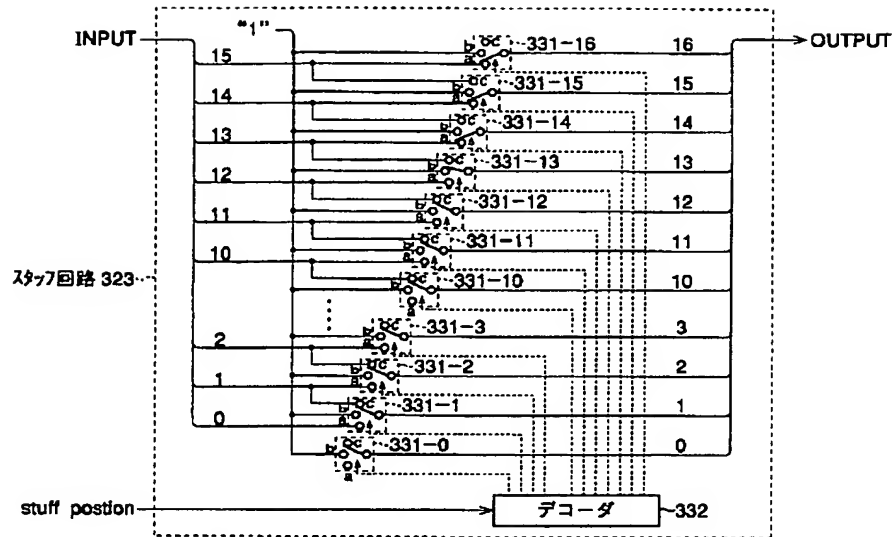 "1"
INPUT
OUTPUT
c 331-16 16
15 b a
c 331-15 15
14 b a
c 331-14 14
13 b a
c 331-13 13
12 b a
c 331-12 12
11 b a
c 331-11 11
10 b a
c 331-10 10
b a
スタッフ回路 323
c 331-3 3
2 b a
c 331-2 2
1 b a
c 331-1 1
0 b a
c 331-0 0
b a
stuff postion
デコーダ 332